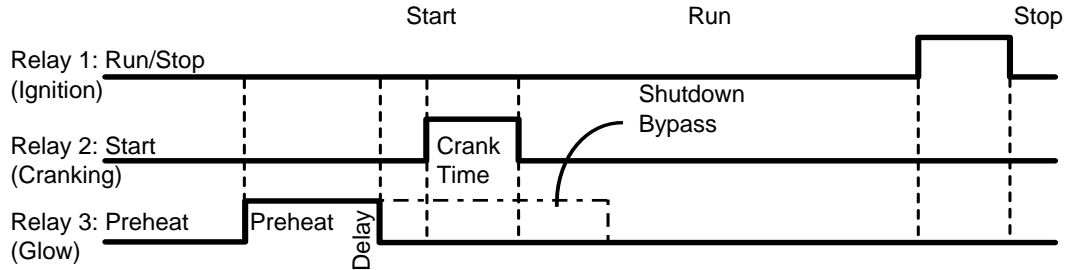 Start Run Stop
Relay 1: Run/Stop
(Ignition)
Shutdown
Bypass
Relay 2: Start
(Cranking)
Crank
Time
Relay 3: Preheat
(Glow)
Preheat
Delay